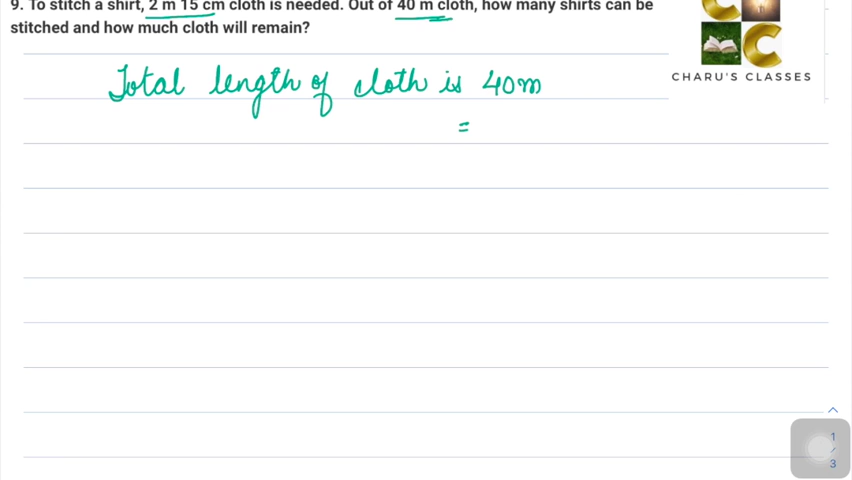 9. To stitch a shirt, 2 m 15 cm cloth is needed. Out of 40 m cloth, how many shirts can be
stitched and how much cloth will remain?
C
C
CHARU'S CLASSES
Total length of cloth is 40m
=
1
/
3